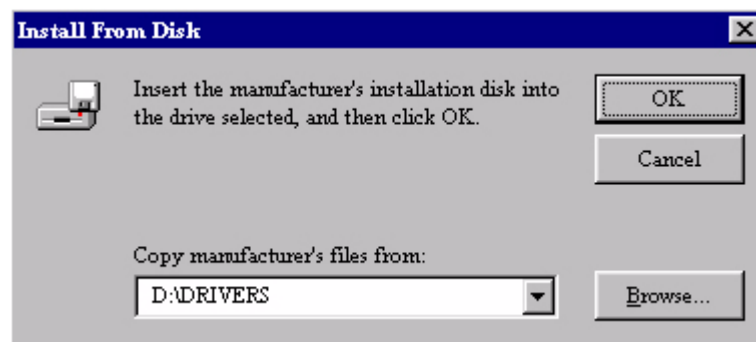 Install From Disk
Insert the manufacturer's installation disk into
the drive selected, and then click OK.
OK
Cancel
Copy manufacturer's files from:
D:\DRIVERS
Browse...